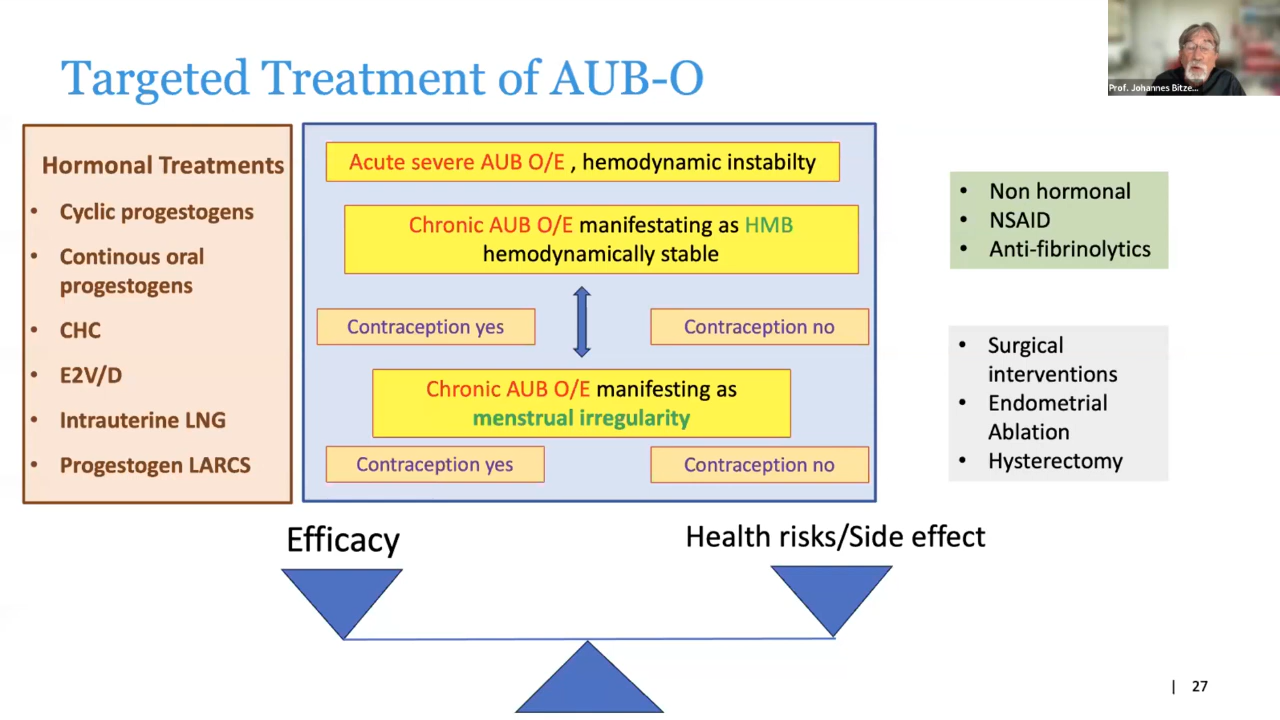 Prof. Johannes Bitze...
Targeted Treatment of AUB-O
Hormonal Treatments
• Cyclic progestogens
• Continous oral
progestogens
• CHC
• E2V/D
• Intrauterine LNG
• Progestogen LARCS
Acute severe AUB O/E , hemodynamic instabilty
Chronic AUB O/E manifestating as HMB
hemodynamically stable
Contraception yes
Contraception no
Chronic AUB O/E manifesting as
menstrual irregularity
Contraception yes
Contraception no
• Non hormonal
• NSAID
• Anti-fibrinolytics
• Surgical
interventions
• Endometrial
Ablation
• Hysterectomy
Efficacy
Health risks/Side effect
| 27